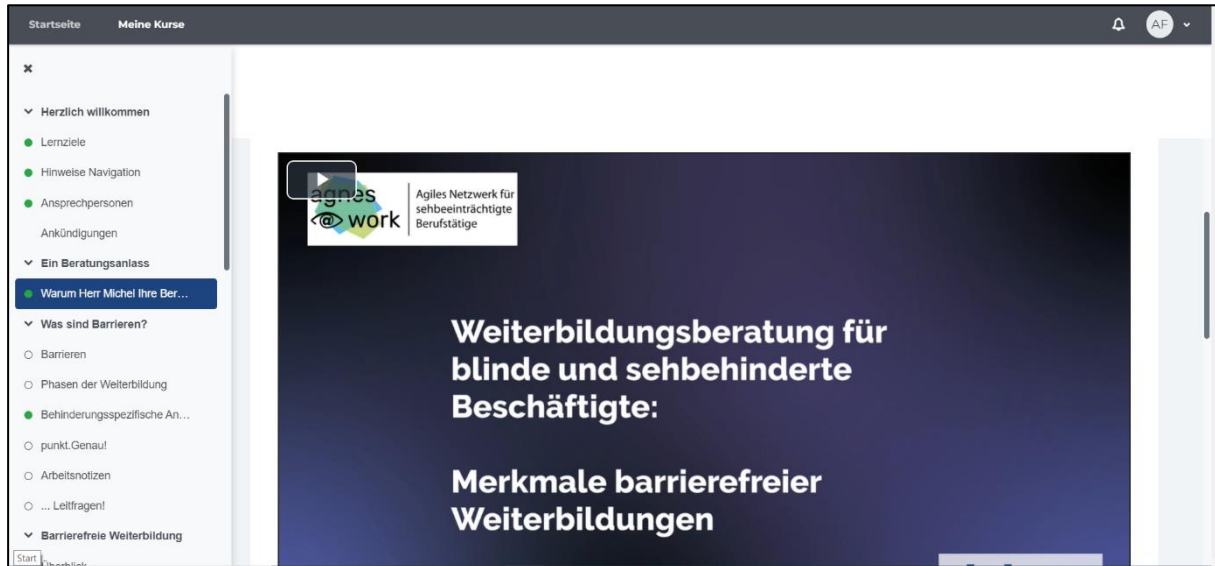 Startseite Meine Kurse AF
Herzlich willkommen
Lernziele
Hinweise Navigation
Ansprechpersonen
Ankündigungen
Ein Beratungsanlass
Warum Herr Michel Ihre Ber...
Was sind Barrieren?
Barrieren
Phasen der Weiterbildung
Behinderungsspezifische An...
punkt.Genau!
Arbeitsnotizen
... Leitfragen!
Barrierefreie Weiterbildung
Start
Überblick
agnes
@ work
Agiles Netzwerk für
sehbeeinträchtigte
Berufstätige
Weiterbildungsberatung für
blinde und sehbehinderte
Beschäftigte:
Merkmale barrierefreier
Weiterbildungen